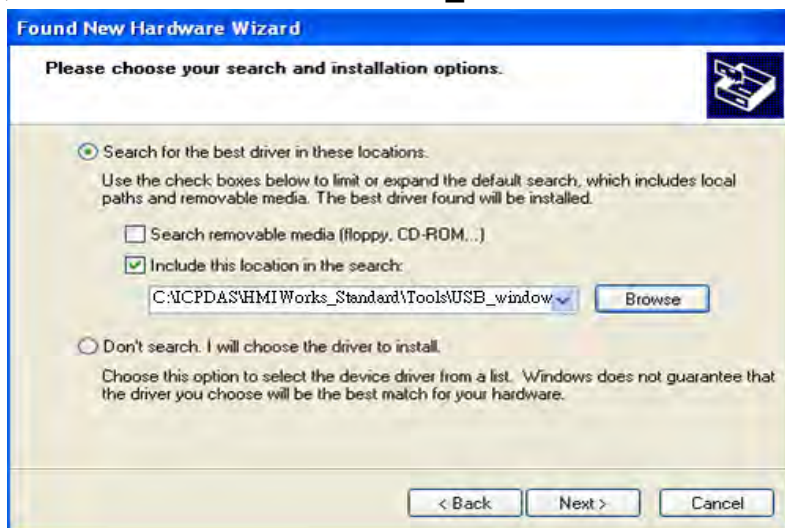 Found New Hardware Wizard
Please choose your search and installation options.
Search for the best driver in these locations.
Use the check boxes below to limit or expand the default search, which includes local
paths and removable media. The best driver found will be installed.
Search removable media (floppy, CD-ROM...)
Include this location in the search:
C:\ICPDAS\HMIWorks_Standard\Tools\USB_window
Browse
Don't search. I will choose the driver to install.
Choose this option to select the device driver from a list. Windows does not guarantee that
the driver you choose will be the best match for your hardware.
< Back
Next >
Cancel